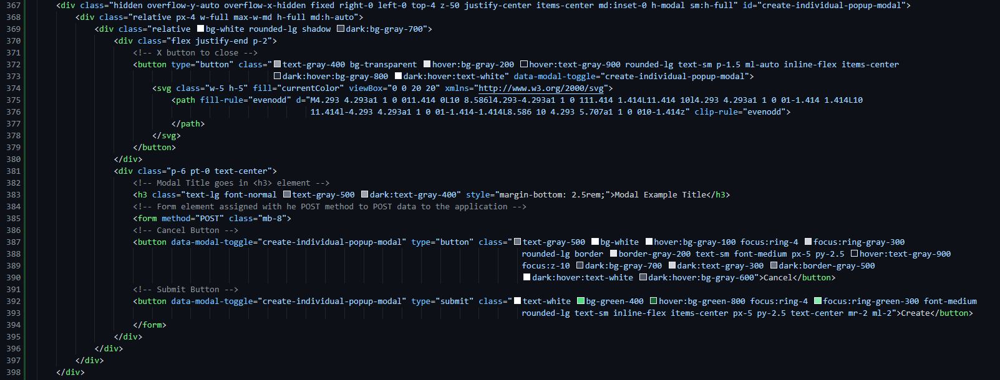 367 <div class="hidden overflow-y-auto overflow-x-hidden fixed right-0 left-0 top-4 z-50 justify-center items-center md:inset-0 h-modal sm:h-full" id="create-individual-popup-modal">
368 <div class="relative px-4 w-full max-w-md h-full md:h-auto">
369 <div class="relative bg-white rounded-lg shadow dark:bg-gray-700">
370 <div class="flex justify-end p-2">
371 <!-- X button to close -->
372 <button type="button" class="text-gray-400 bg-transparent hover:bg-gray-200 hover:text-gray-900 rounded-lg text-sm p-1.5 ml-auto inline-flex items-center
373 dark:hover:bg-gray-800 dark:hover:text-white" data-modal-toggle="create-individual-popup-modal">
374 <svg class="w-5 h-5" fill="currentColor" viewBox="0 0 20 20" xmlns="http://www.w3.org/2000/svg">
375 <path fill-rule="evenodd" d="M4.293 4.293a1 1 0 011.414 0L10 8.586l4.293-4.293a1 1 0 111.414 1.414L11.414 10l4.293 4.293a1 1 0 01-1.414 1.414L10
376 11.414l-4.293 4.293a1 1 0 01-1.414-1.414L8.586 10 4.293 5.707a1 1 0 010-1.414z" clip-rule="evenodd">
377 </path>
378 </svg>
379 </button>
380 </div>
381 <div class="p-6 pt-0 text-center">
382 <!-- Modal Title goes in <h3> element -->
383 <h3 class="text-lg font-normal text-gray-500 dark:text-gray-400" style="margin-bottom: 2.5rem;">Modal Example Title</h3>
384 <!-- Form element assigned with he POST method to POST data to the application -->
385 <form method="POST" class="mb-8">
386 <!-- Cancel Button -->
387 <button data-modal-toggle="create-individual-popup-modal" type="button" class="text-gray-500 bg-white hover:bg-gray-100 focus:ring-4 focus:ring-gray-300
388 rounded-lg border border-gray-200 text-sm font-medium px-5 py-2.5 hover:text-gray-900
389 focus:z-10 dark:bg-gray-700 dark:text-gray-300 dark:border-gray-500
390 dark:hover:text-white dark:hover:bg-gray-600">Cancel</button>
391 <!-- Submit Button -->
392 <button data-modal-toggle="create-individual-popup-modal" type="submit" class="text-white bg-green-400 hover:bg-green-800 focus:ring-4 focus:ring-green-300 font-medium
393 rounded-lg text-sm inline-flex items-center px-5 py-2.5 text-center mr-2 ml-2">Create</button>
394 </form>
395 </div>
396 </div>
397 </div>
398 </div>